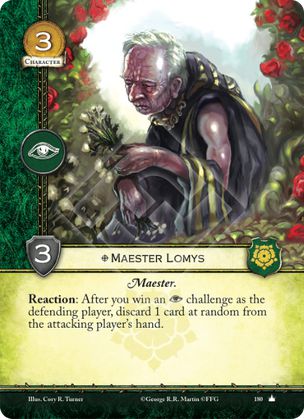 3
CHARACTER
3
MAESTER LOMYS
Maester.
Reaction: After you win an challenge as the
defending player, discard 1 card at random from
the attacking player's hand.
Illus. Cory R. Turner ©George R.R. Martin ©FFG 180